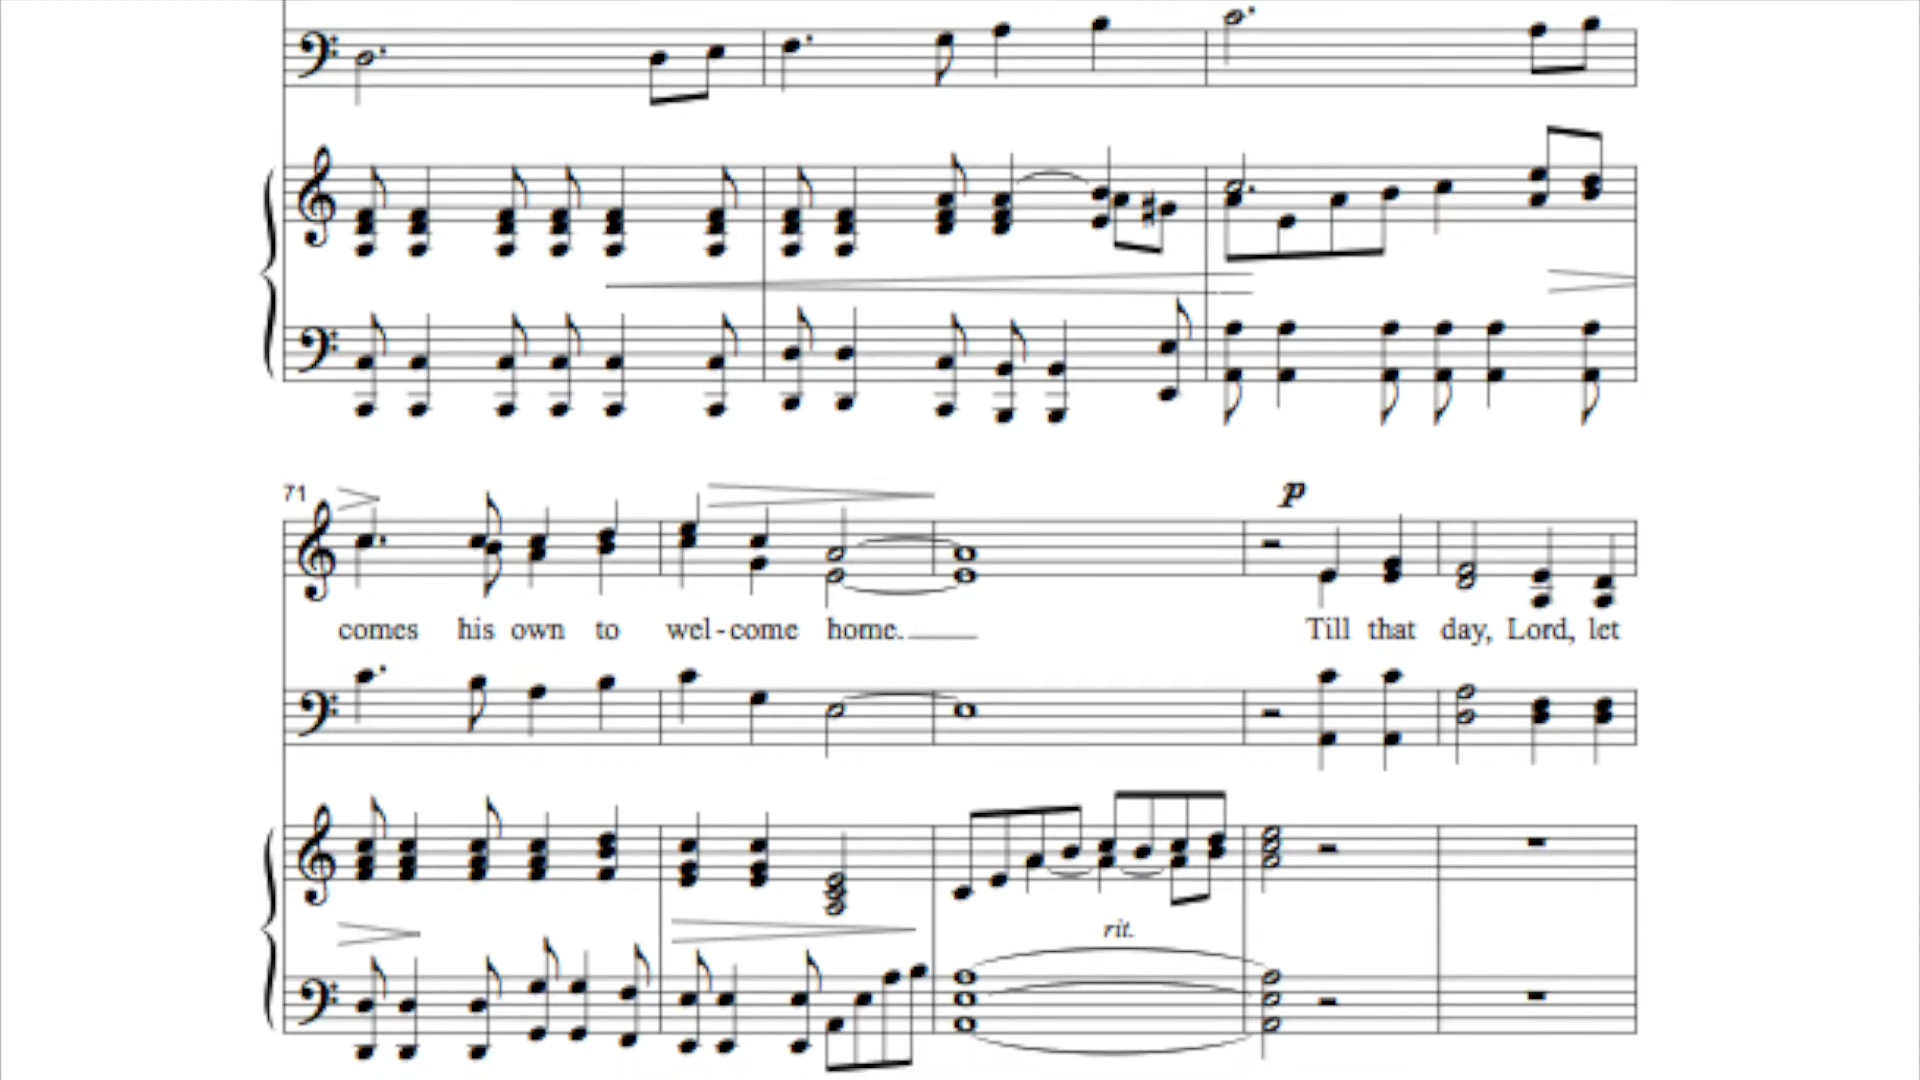 71
p
comes his own to wel-come home. Till that day, Lord, let
rit.